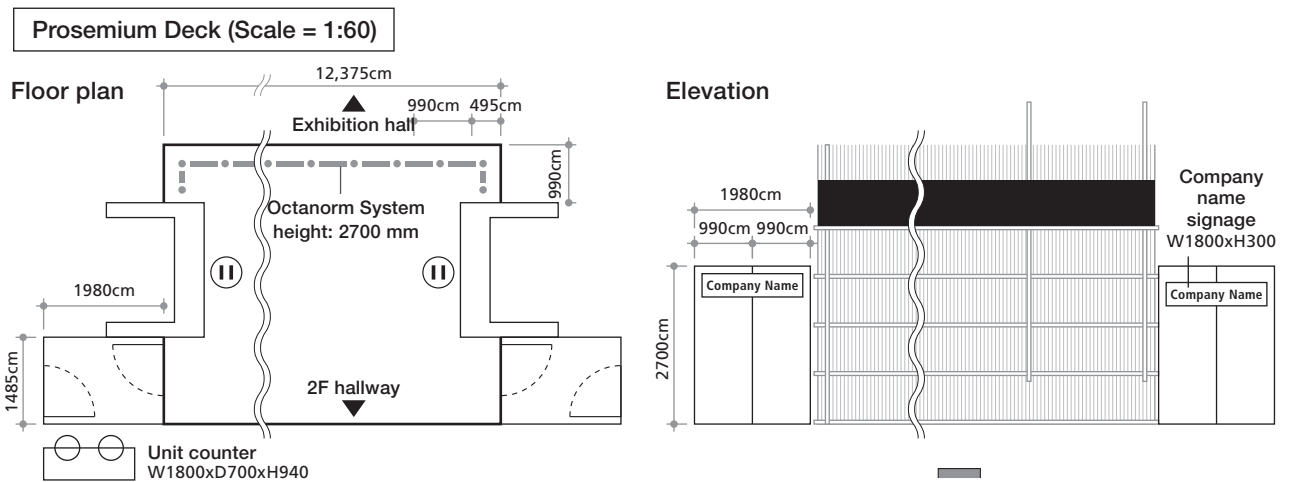 Prosemium Deck (Scale = 1:60)
Floor plan
12,375cm
990cm 495cm
Exhibition hall
990cm
Octanorm System
height: 2700 mm
1980cm
1485cm
2F hallway
Unit counter
W1800xD700xH940
Elevation
1980cm
990cm 990cm
Company
name
signage
W1800xH300
Company Name
Company Name
2700cm